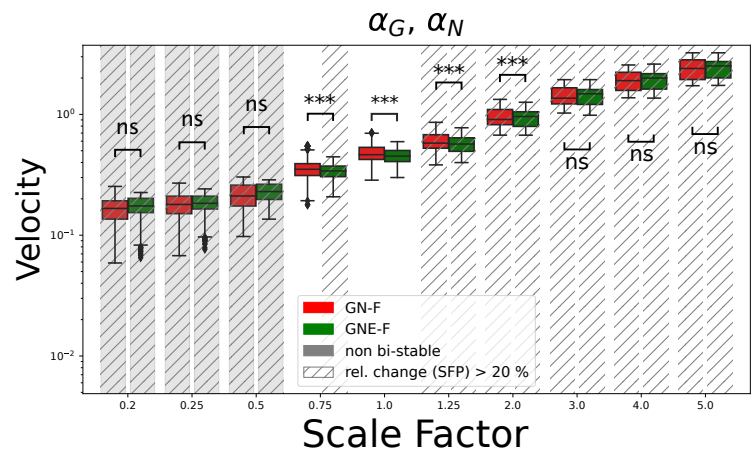 α_G, α_N
Velocity
10⁰
10⁻¹
10⁻²
ns
ns
ns
***
***
***
***
ns
ns
ns
GN-F
GNE-F
non bi-stable
rel. change (SFP) > 20 %
0.2 0.25 0.5 0.75 1.0 1.25 2.0 3.0 4.0 5.0
Scale Factor